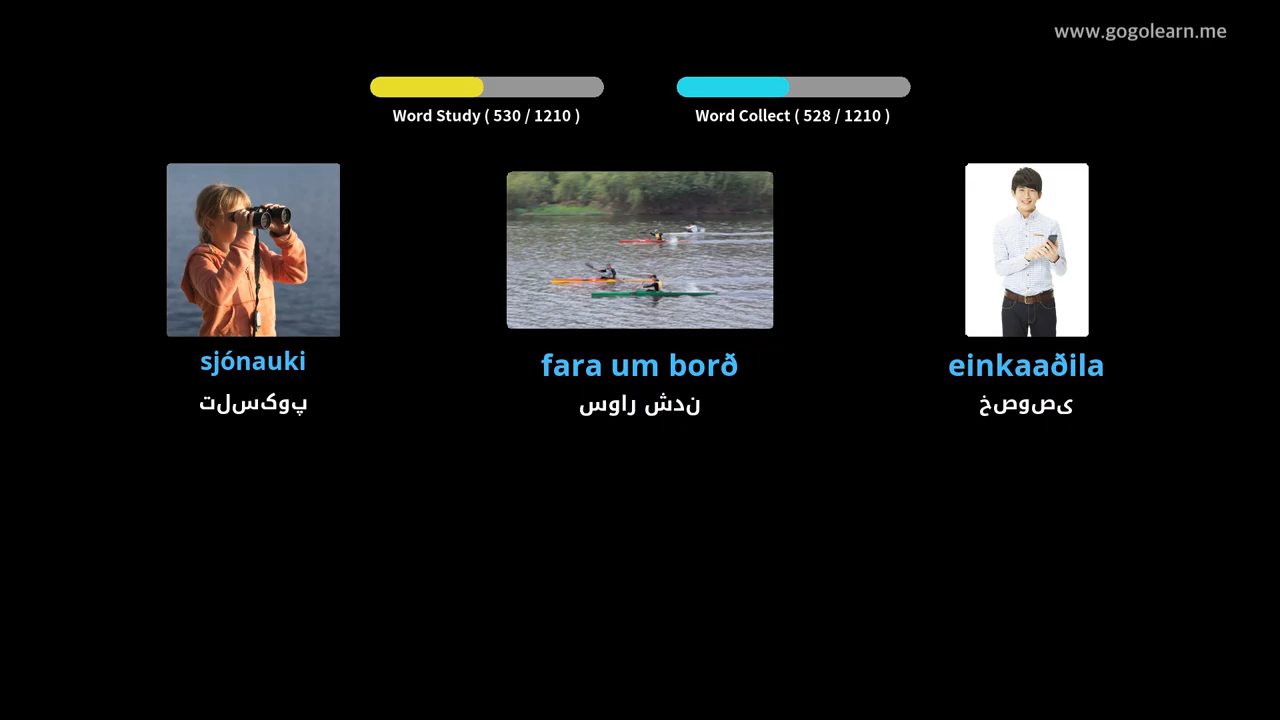 www.gogolearn.me
Word Study ( 530 / 1210 )
Word Collect ( 528 / 1210 )
sjónauki
fara um borð
einkaaðila
پوکسلت
ندش راوس
یصوصخ